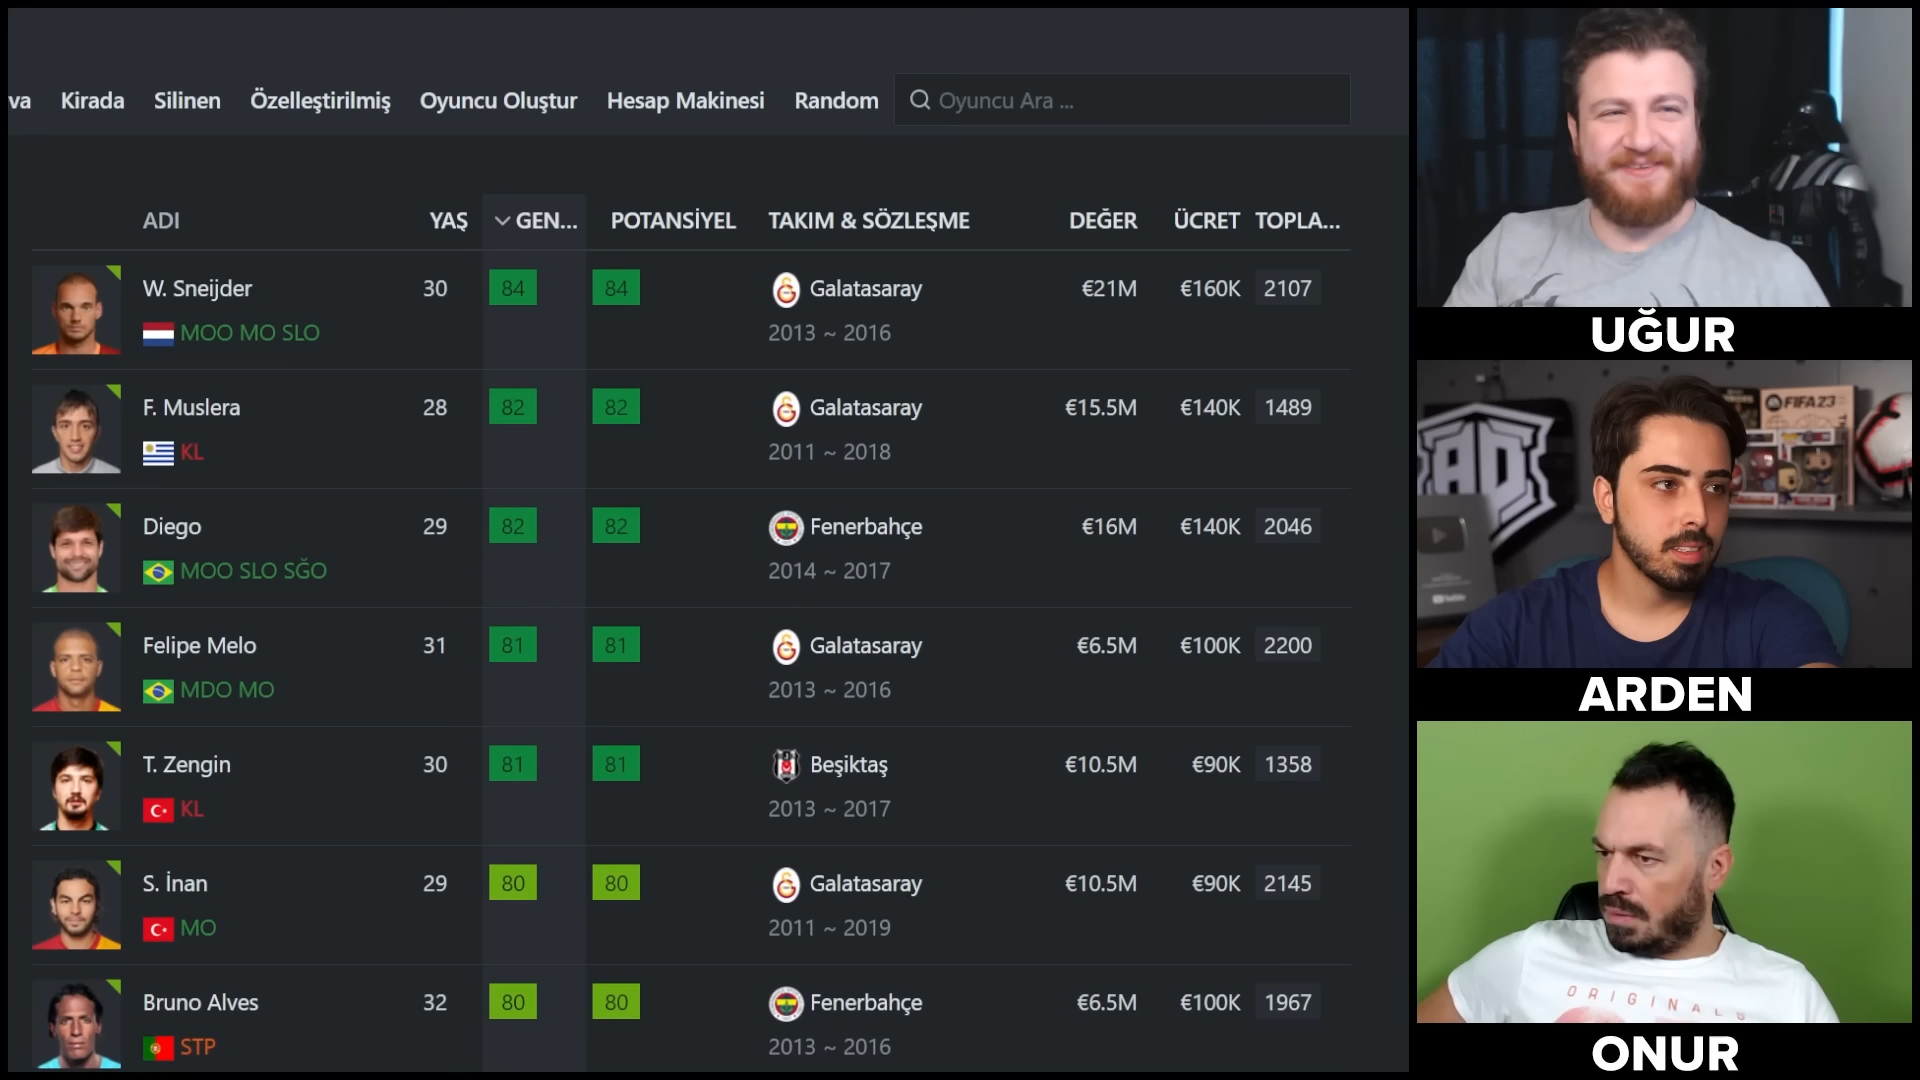 va Kirada Silinen Özelleştirilmiş Oyuncu Oluştur Hesap Makinesi Random Oyuncu Ara ...
ADI YAŞ GEN... POTANSİYEL TAKIM & SÖZLEŞME DEĞER ÜCRET TOPLA...
W. Sneijder 30 84 84 Galatasaray €21M €160K 2107
MOO MO SLO 2013 ~ 2016
F. Muslera 28 82 82 Galatasaray €15.5M €140K 1489
KL 2011 ~ 2018
Diego 29 82 82 Fenerbahçe €16M €140K 2046
MOO SLO SĞO 2014 ~ 2017
Felipe Melo 31 81 81 Galatasaray €6.5M €100K 2200
MDO MO 2013 ~ 2016
T. Zengin 30 81 81 Beşiktaş €10.5M €90K 1358
KL 2013 ~ 2017
S. İnan 29 80 80 Galatasaray €10.5M €90K 2145
MO 2011 ~ 2019
Bruno Alves 32 80 80 Fenerbahçe €6.5M €100K 1967
STP 2013 ~ 2016
UĞUR
FIFA 23
AD
ARDEN
ORIGINALS
ONUR